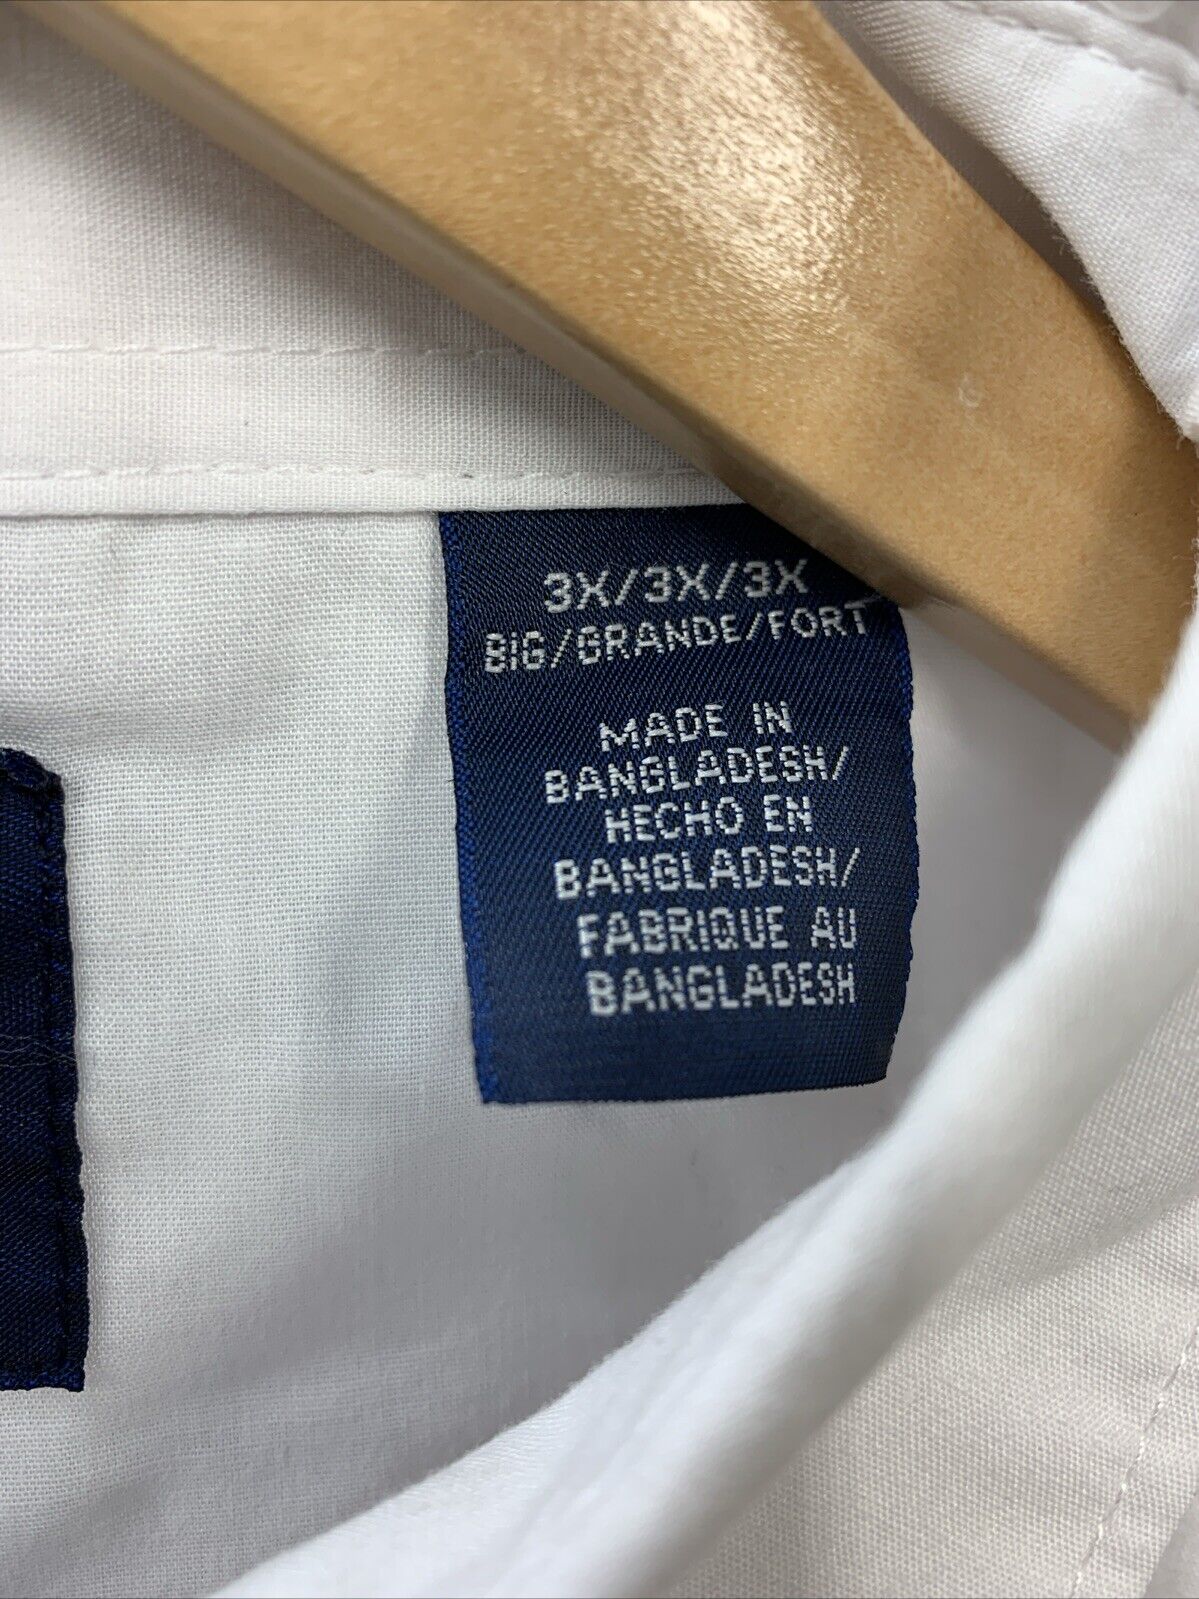 3X/3X/3X
BIG/GRANDE/FORT
MADE IN
BANGLADESH/
HECHO EN
BANGLADESH/
FABRIQUE AU
BANGLADESH